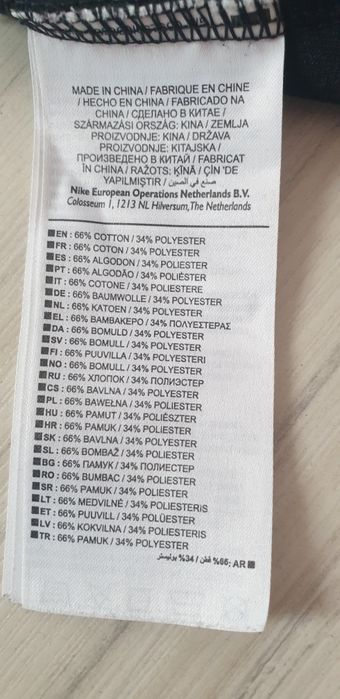 MADE IN CHINA / FABRIQUE EN CHINE
/ HECHO EN CHINA / FABRICADO NA
CHINA / СДЕЛАНО В КИТАЕ /
SZÁRMAZÁSI ORSZÁG: KINA / ZEMLJA
PROIZVODNJE: KINA / DRŽAVA
PROIZVODNJE: KITAJSKA /
ПРОИЗВЕДЕНО В КИТАЙ / FABRICAT
ÎN CHINA / RAŽOTS: ĶĪNĀ / ÇİN 'DE
YAPILMIŞTIR / صنع في الصين
Nike European Operations Netherlands B.V.
Colosseum 1, 1213 NL Hilversum, The Netherlands
EN : 66% COTTON / 34% POLYESTER
FR : 66% COTON / 34% POLYESTER
ES : 66% ALGODON / 34% POLIESTER
PT : 66% ALGODÃO / 34% POLIÉSTER
IT : 66% COTONE / 34% POLIESTERE
DE : 66% BAUMWOLLE / 34% POLYESTER
NL : 66% KATOEN / 34% POLYESTER
EL : 66% ΒΑΜΒΑΚΕΡΟ / 34% ΠΟΛΥΕΣΤΕΡΑΣ
DA : 66% BOMULD / 34% POLYESTER
SV : 66% BOMULL / 34% POLYESTER
FI : 66% PUUVILLA / 34% POLYESTERI
NO : 66% BOMULL / 34% POLYESTER
RU : 66% ХЛОПОК / 34% ПОЛИЭСТЕР
CS : 66% BAVLNA / 34% POLYESTER
PL : 66% BAWEŁNA / 34% POLIESTER
HU : 66% PAMUT / 34% POLIÉSZTER
HR : 66% PAMUK / 34% POLIESTER
SK : 66% BAVLNA / 34% POLYESTER
SL : 66% BOMBAŽ / 34% POLIESTER
BG : 66% ПАМУК / 34% ПОЛИЕСТЕР
RO : 66% BUMBAC / 34% POLIESTER
SR : 66% PAMUK / 34% POLIESTER
LT : 66% MEDVILNĖ / 34% POLIESTERIS
ET : 66% PUUVILL / 34% POLÜESTER
LV : 66% KOKVILNA / 34% POLIESTERIS
TR : 66% PAMUK / 34% POLYESTER
AR :66% قطن / 34% بوليستر